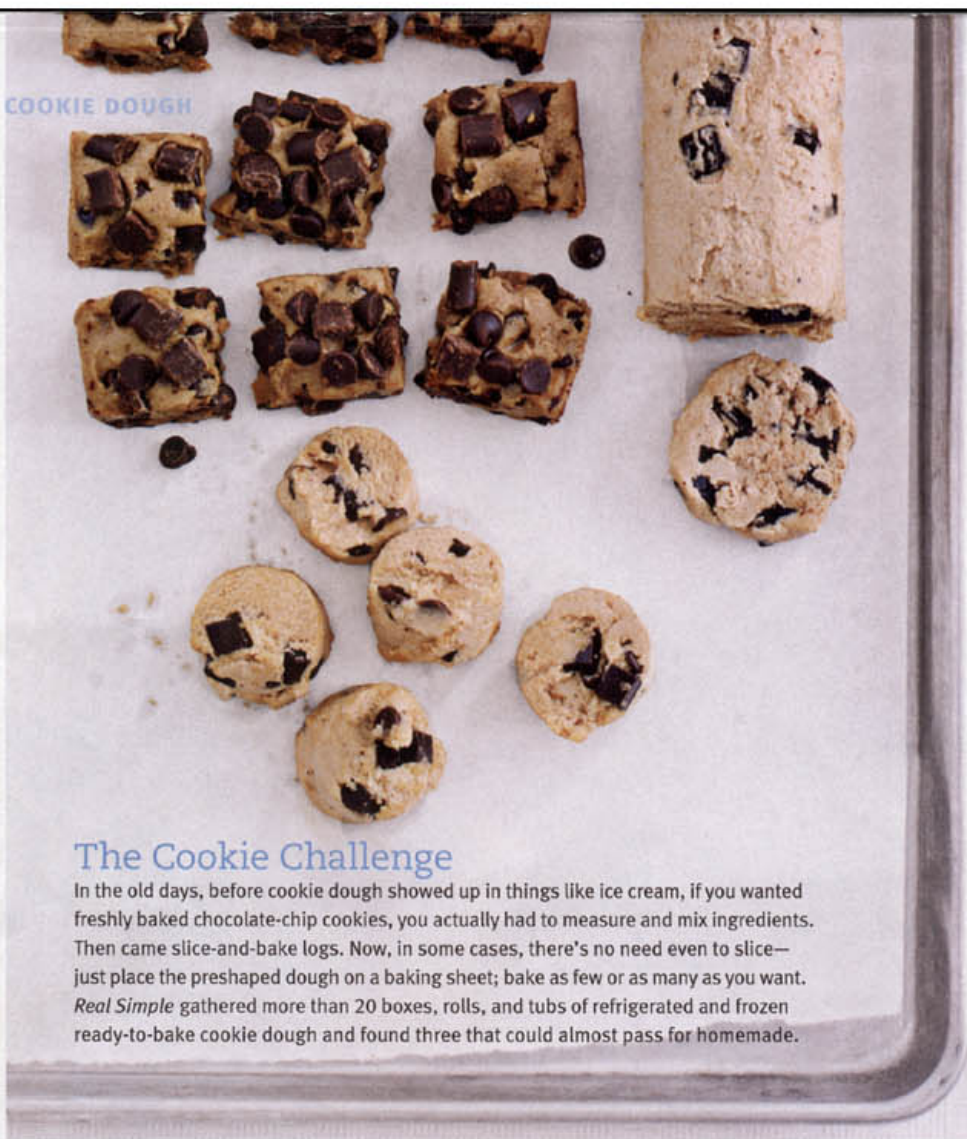 COOKIE DOUGH
The Cookie Challenge
In the old days, before cookie dough showed up in things like ice cream, if you wanted
freshly baked chocolate-chip cookies, you actually had to measure and mix ingredients.
Then came slice-and-bake logs. Now, in some cases, there's no need even to slice—
just place the preshaped dough on a baking sheet; bake as few or as many as you want.
Real Simple gathered more than 20 boxes, rolls, and tubs of refrigerated and frozen
ready-to-bake cookie dough and found three that could almost pass for homemade.